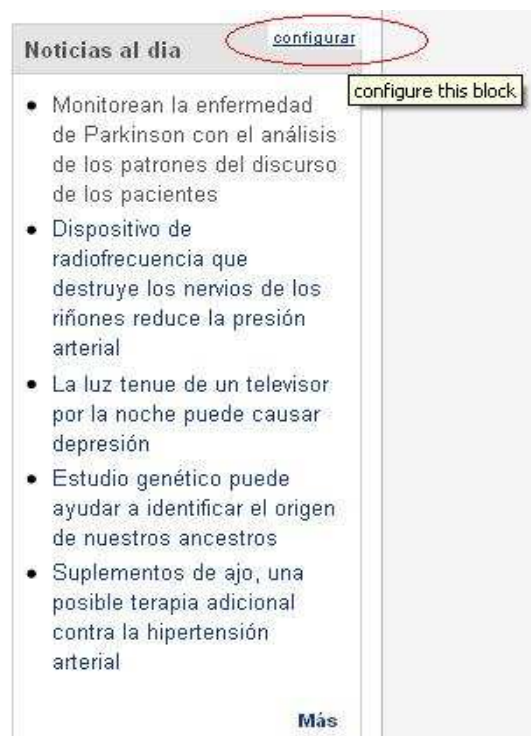 Noticias al dia
configurar
configure this block
Monitorean la enfermedad
de Parkinson con el análisis
de los patrones del discurso
de los pacientes
Dispositivo de
radiofrecuencia que
destruye los nervios de los
riñones reduce la presión
arterial
La luz tenue de un televisor
por la noche puede causar
depresión
Estudio genético puede
ayudar a identificar el origen
de nuestros ancestros
Suplementos de ajo, una
posible terapia adicional
contra la hipertensión
arterial
Más